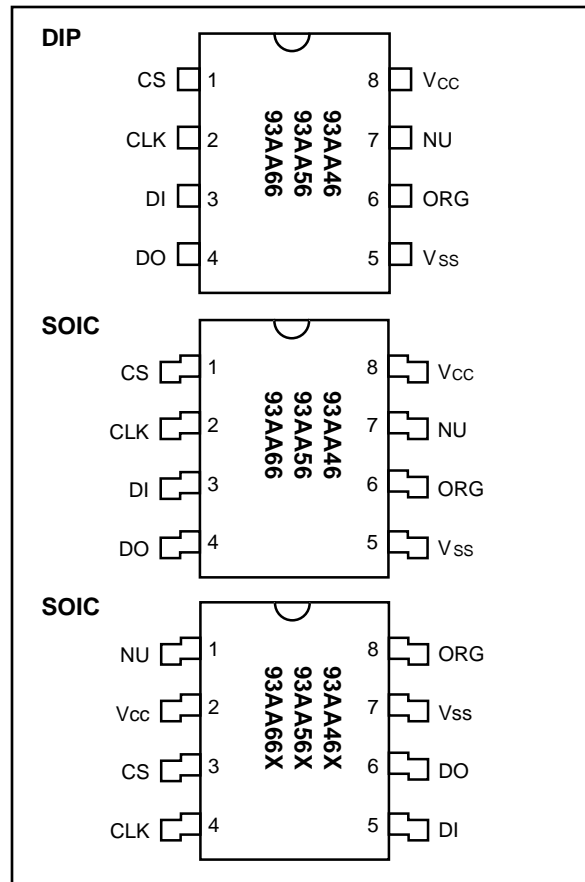 DIP
CS 1 8 VCC
CLK 2 7 NU
DI 3 6 ORG
DO 4 5 VSS
93AA46
93AA56
93AA66
SOIC
CS 1 8 VCC
CLK 2 7 NU
DI 3 6 ORG
DO 4 5 VSS
93AA46
93AA56
93AA66
SOIC
NU 1 8 ORG
Vcc 2 7 Vss
CS 3 6 DO
CLK 4 5 DI
93AA46X
93AA56X
93AA66X